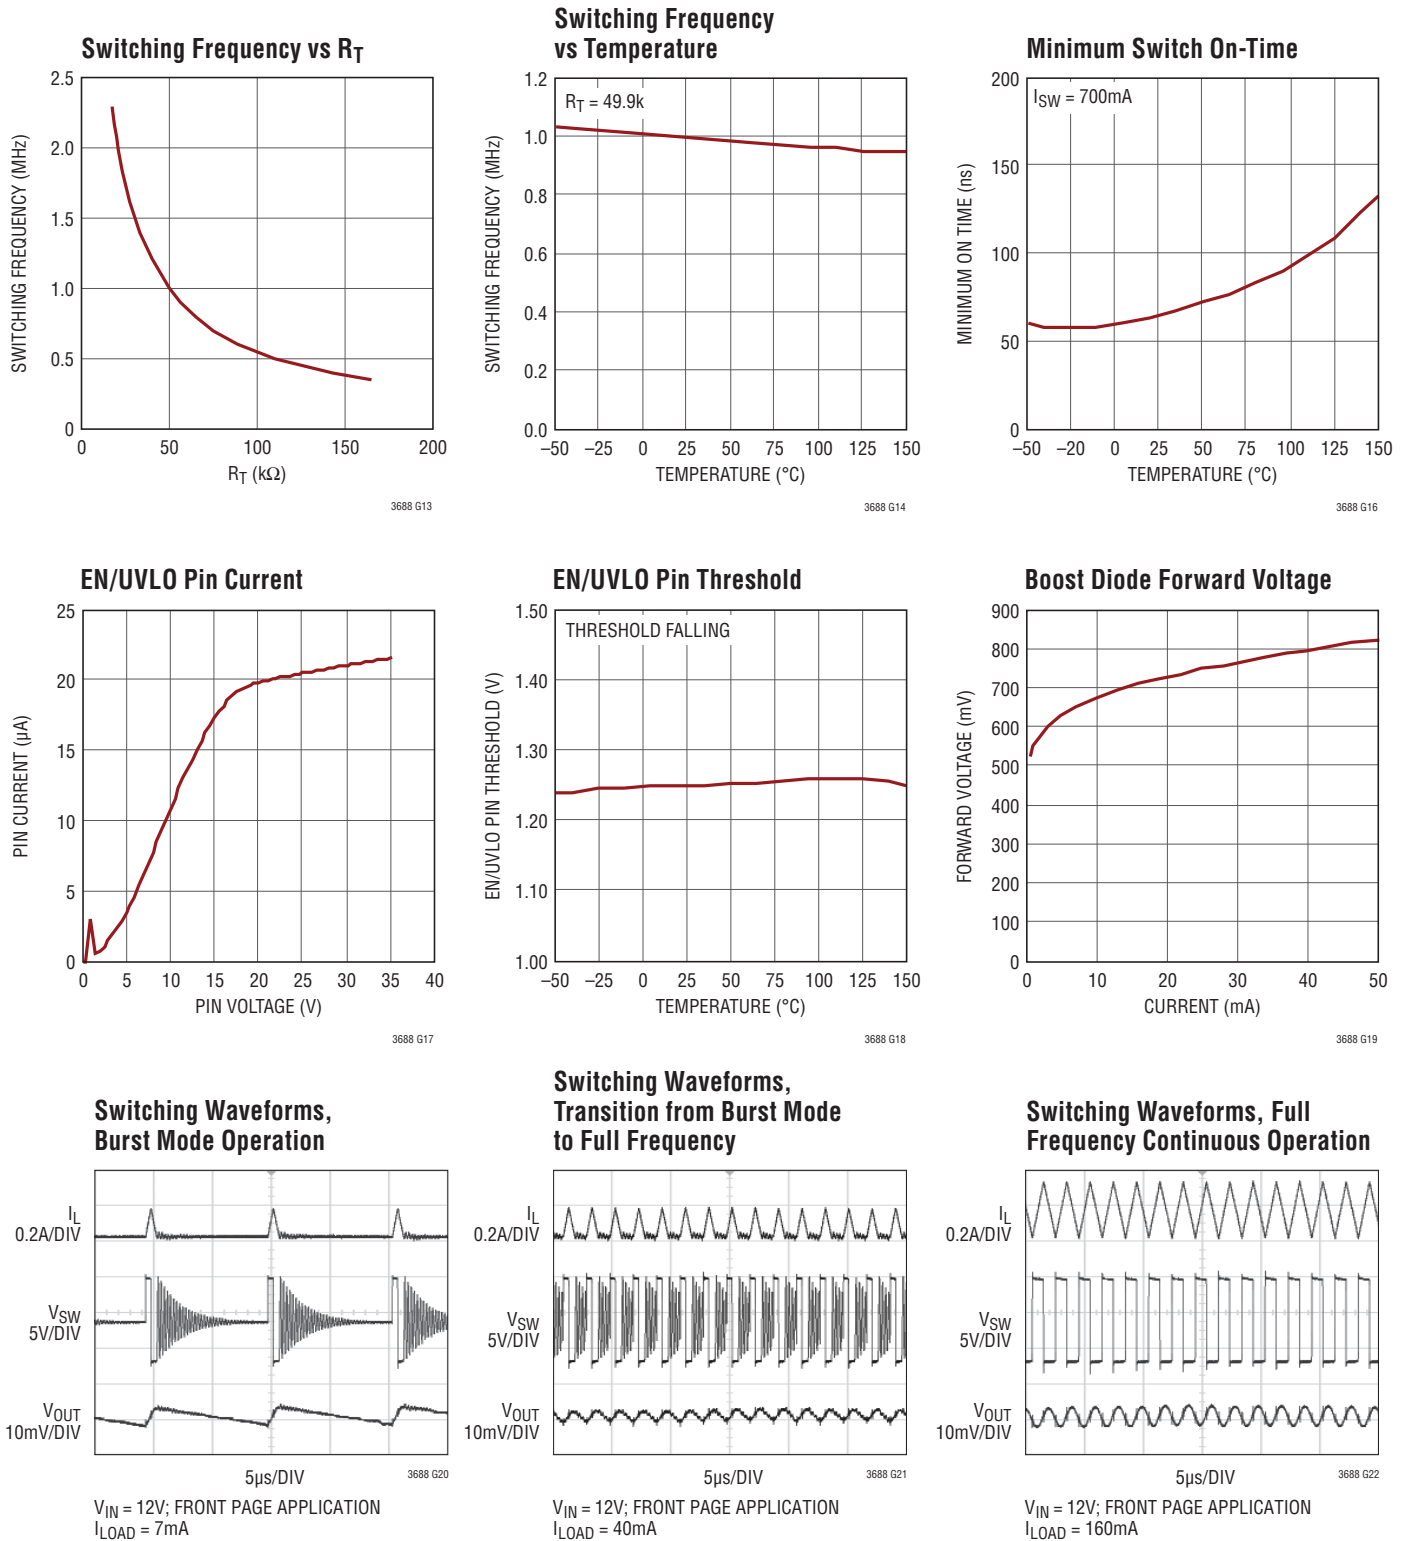 Switching Frequency vs RT
2.5
2.0
1.5
1.0
0.5
0
SWITCHING FREQUENCY (MHz)
0 50 100 150 200
RT (kΩ)
3688 G13
Switching Frequency
vs Temperature
1.2
1.0
0.8
0.6
0.4
0.2
0.0
SWITCHING FREQUENCY (MHz)
RT = 49.9k
–50 –25 0 25 50 75 100 125 150
TEMPERATURE (°C)
3688 G14
Minimum Switch On-Time
200
150
100
50
0
MINIMUM ON TIME (ns)
ISW = 700mA
–50 –20 0 25 50 75 100 125 150
TEMPERATURE (°C)
3688 G16
EN/UVLO Pin Current
25
20
15
10
5
0
PIN CURRENT (µA)
0 5 10 15 20 25 30 35 40
PIN VOLTAGE (V)
3688 G17
EN/UVLO Pin Threshold
1.50
1.40
1.30
1.20
1.10
1.00
EN/UVLO PIN THRESHOLD (V)
THRESHOLD FALLING
–50 –25 0 25 50 75 100 125 150
TEMPERATURE (°C)
3688 G18
Boost Diode Forward Voltage
900
800
700
600
500
400
300
200
100
0
FORWARD VOLTAGE (mV)
0 10 20 30 40 50
CURRENT (mA)
3688 G19
Switching Waveforms,
Burst Mode Operation
IL
0.2A/DIV
VSW
5V/DIV
VOUT
10mV/DIV
5µs/DIV
3688 G20
VIN = 12V; FRONT PAGE APPLICATION
ILOAD = 7mA
Switching Waveforms,
Transition from Burst Mode
to Full Frequency
IL
0.2A/DIV
VSW
5V/DIV
VOUT
10mV/DIV
5µs/DIV
3688 G21
VIN = 12V; FRONT PAGE APPLICATION
ILOAD = 40mA
Switching Waveforms, Full
Frequency Continuous Operation
IL
0.2A/DIV
VSW
5V/DIV
VOUT
10mV/DIV
5µs/DIV
3688 G22
VIN = 12V; FRONT PAGE APPLICATION
ILOAD = 160mA